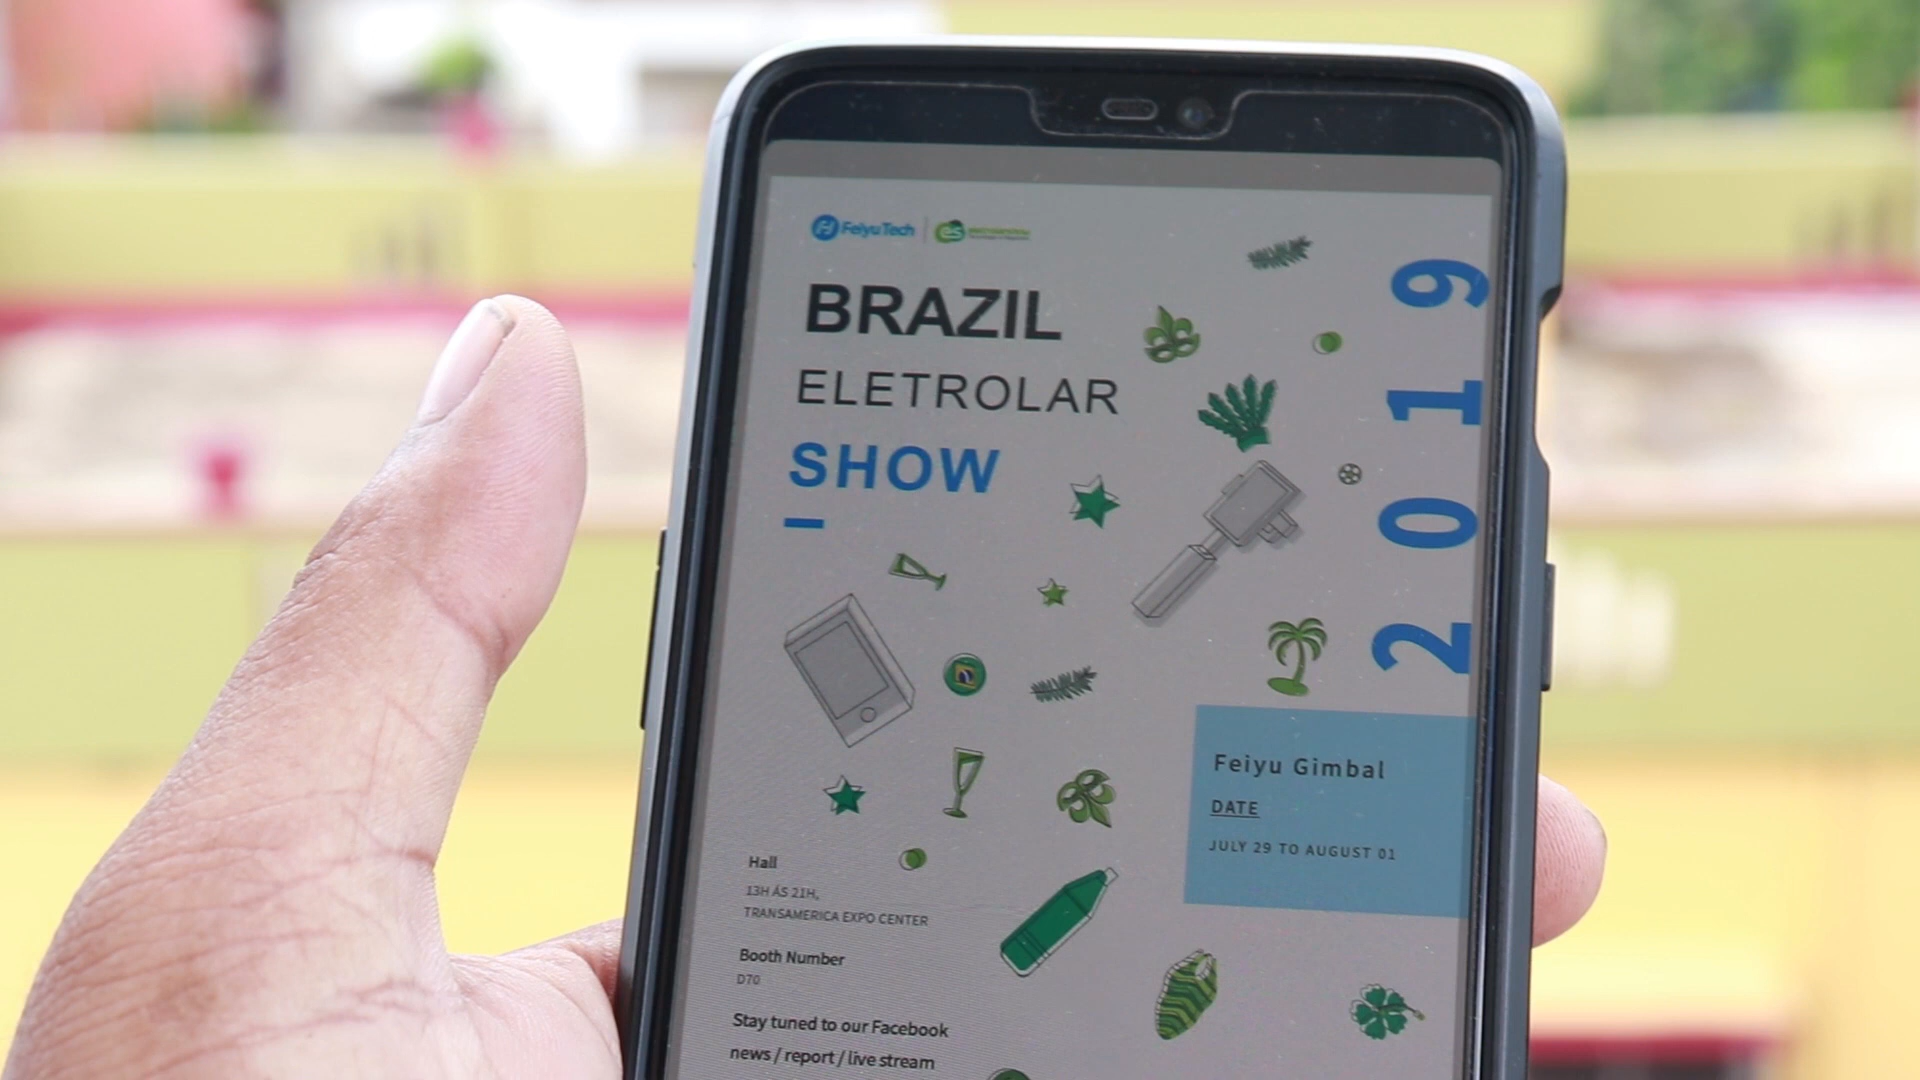 FeiyuTech
es
BRAZIL
ELETROLAR
SHOW
2019
Feiyu Gimbal
DATE
JULY 29 TO AUGUST 01
Hall
13H ÁS 21H,
TRANSAMERICA EXPO CENTER
Booth Number
D70
Stay tuned to our Facebook
news / report / live stream